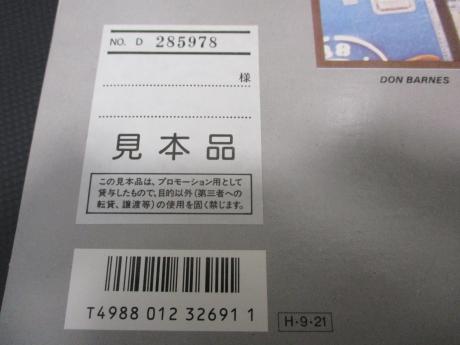 NO. D 285978
様
見本品
この見本品は、プロモーション用として
貸与したもので、目的以外(第三者への
転貸、譲渡等)の使用を固く禁じます。
DON BARNES
T4988 012 32691 1
H・9・21